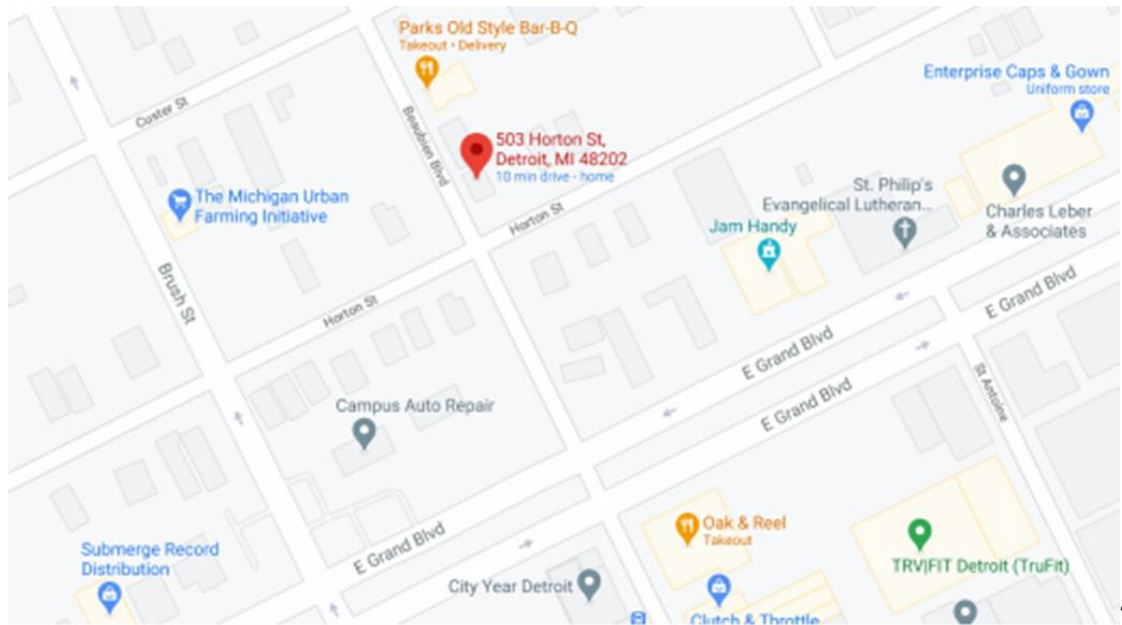 Parks Old Style Bar-B-Q
Takeout • Delivery
Enterprise Caps & Gown
Uniform store
Custer St
Beaubien Blvd
503 Horton St,
Detroit, MI 48202
10 min drive - home
The Michigan Urban
Farming Initiative
St. Philip's
Evangelical Lutheran...
Charles Leber
& Associates
Horton St
Jam Handy
Brush St
Horton St
E Grand Blvd
E Grand Blvd
E Grand Blvd
St Antoine
Campus Auto Repair
E Grand Blvd
Oak & Reel
Takeout
Submerge Record
Distribution
TRV|FIT Detroit (TruFit)
City Year Detroit
Clutch & Throttle